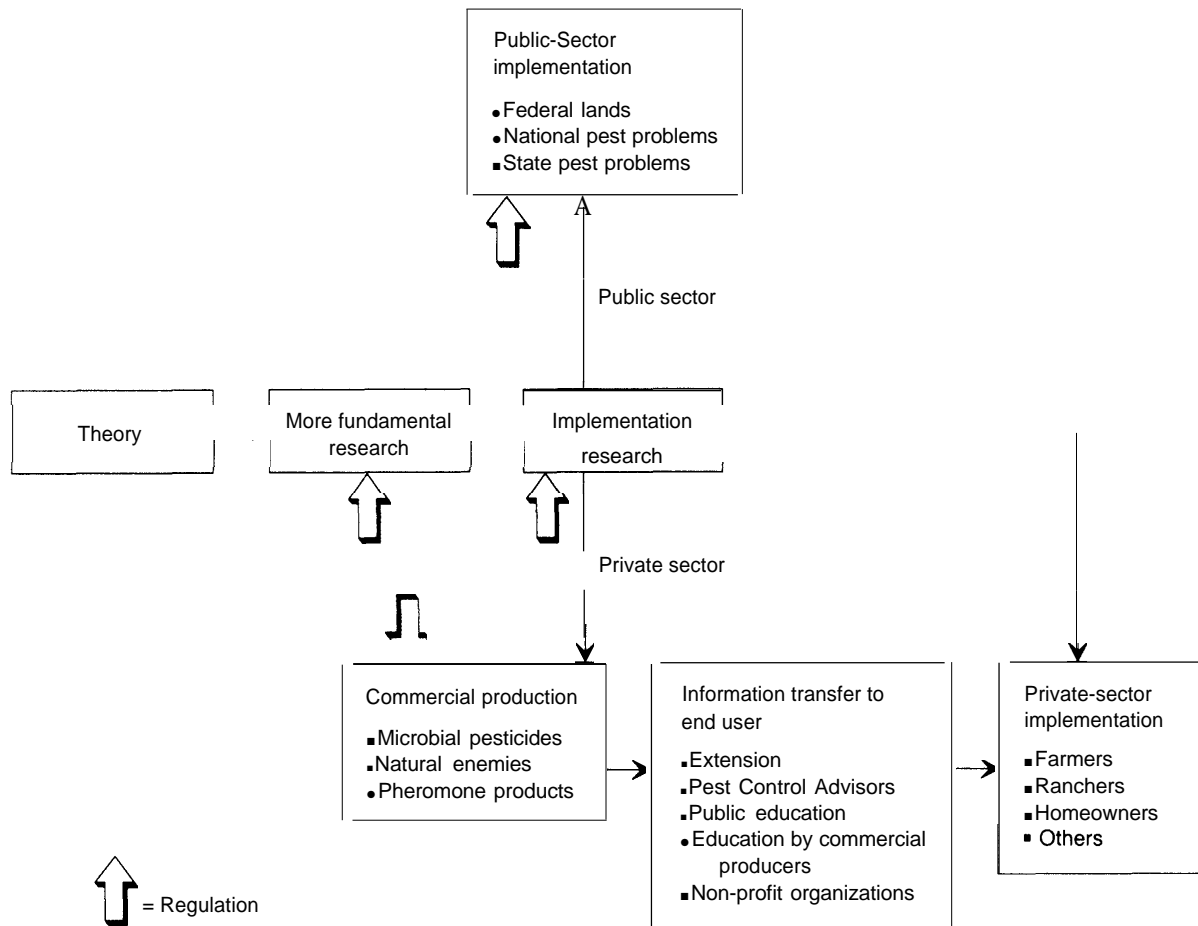 Public-Sector
implementation
●Federal lands
●National pest problems
■State pest problems
A
Public sector
Theory
More fundamental
research
Implementation
research
Private sector
Commercial production
■Microbial pesticides
■Natural enemies
●Pheromone products
Information transfer to
end user
■Extension
■Pest Control Advisors
■Public education
●Education by commercial
producers
■Non-profit organizations
Private-sector
implementation
■Farmers
■Ranchers
■Homeowners
■ Others
= Regulation